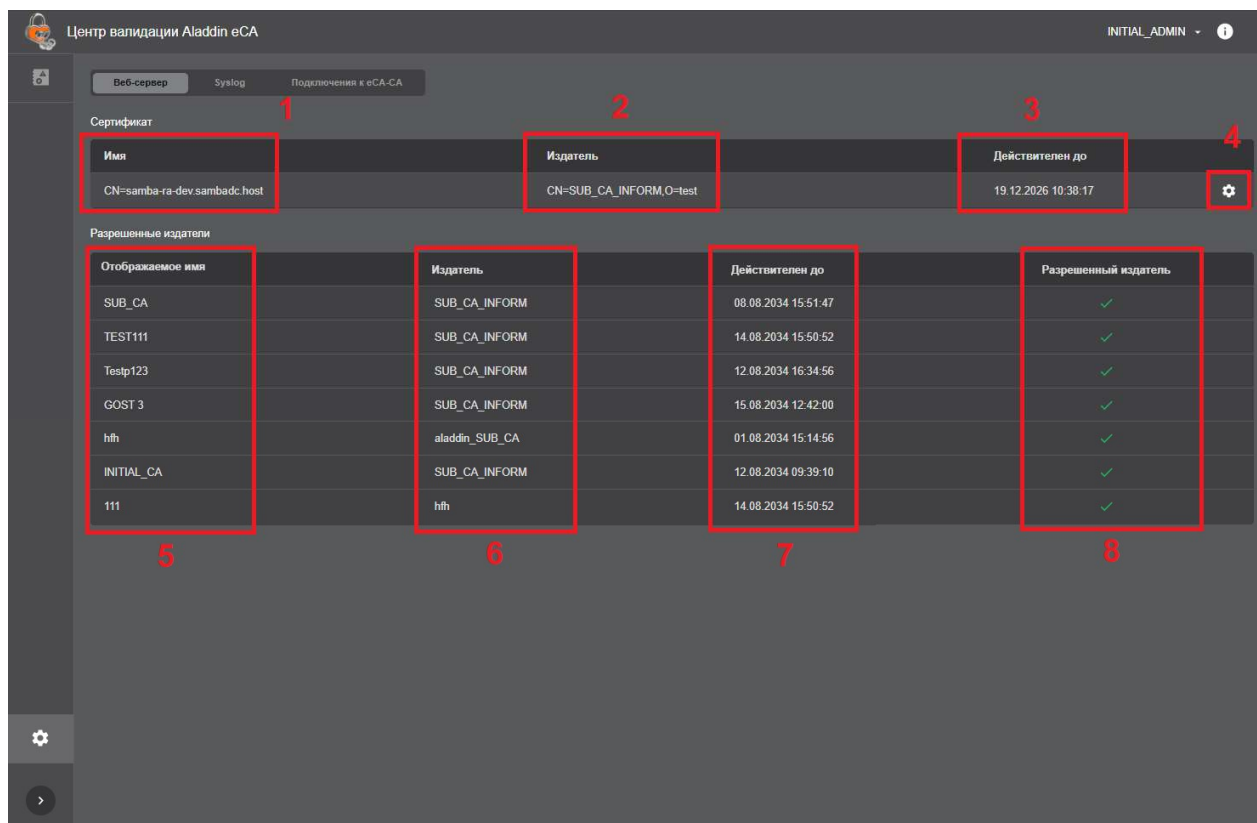 Центр валидации Aladdin eCA INITIAL_ADMIN
Веб-сервер Syslog Подключения к eCA-CA
1 2 3 4
Сертификат
Имя Издатель Действителен до
CN=samba-ra-dev.sambadc.host CN=SUB_CA_INFORM,O=test 19.12.2026 10:38:17
Разрешенные издатели
Отображаемое имя Издатель Действителен до Разрешенный издатель
SUB_CA SUB_CA_INFORM 08.08.2034 15:51:47
TEST111 SUB_CA_INFORM 14.08.2034 15:50:52
Testp123 SUB_CA_INFORM 12.08.2034 16:34:56
GOST 3 SUB_CA_INFORM 15.08.2034 12:42:00
hfh aladdin_SUB_CA 01.08.2034 15:14:56
INITIAL_CA SUB_CA_INFORM 12.08.2034 09:39:10
111 hfh 14.08.2034 15:50:52
5 6 7 8